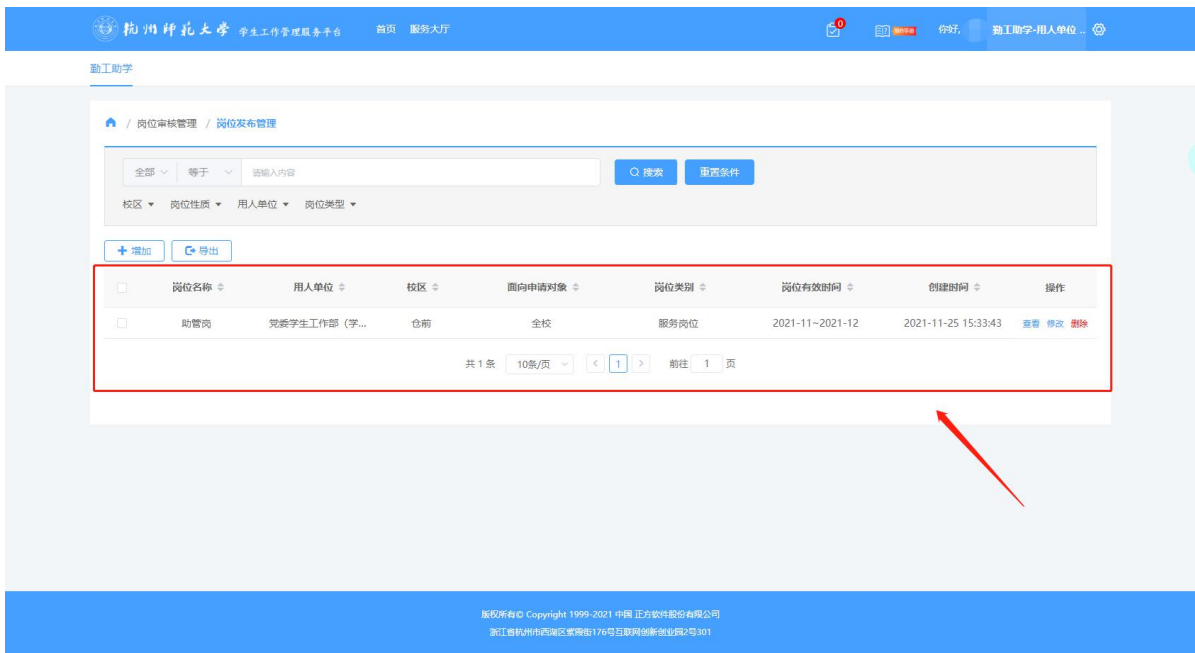 杭州师范大学 学生工作管理服务平台 首页 服务大厅 0 操作手册 你好, 勤工助学-用人单位 ..
勤工助学
/ 岗位审核管理 / 岗位发布管理
全部 等于 请输入内容 搜索 重置条件
校区 岗位性质 用人单位 岗位类型
增加 导出
岗位名称 用人单位 校区 面向申请对象 岗位类别 岗位有效时间 创建时间 操作
助管岗 党委学生工作部（学... 仓前 全校 服务岗位 2021-11~2021-12 2021-11-25 15:33:43 查看 修改 删除
共 1 条 10条/页 1 前往 1 页
版权所有© Copyright 1999-2021 中国 正方软件股份有限公司
浙江省杭州市西湖区紫霞街176号互联网创新创业园2号301